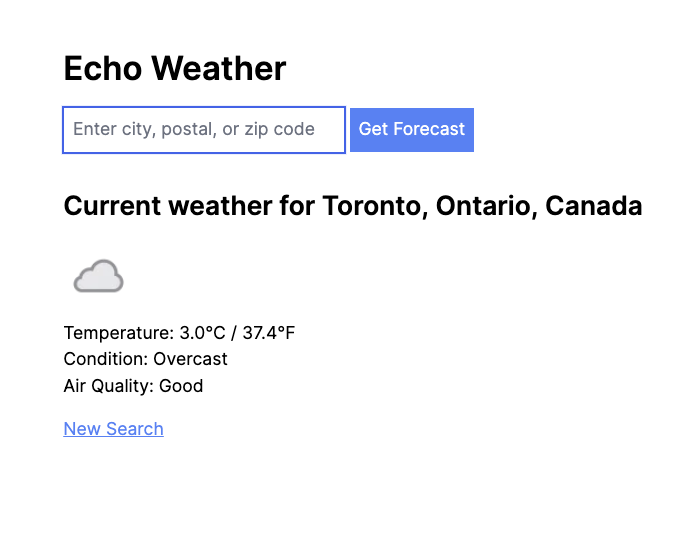 Echo Weather
Enter city, postal, or zip code
Get Forecast
Current weather for Toronto, Ontario, Canada
Temperature: 3.0°C / 37.4°F
Condition: Overcast
Air Quality: Good
New Search